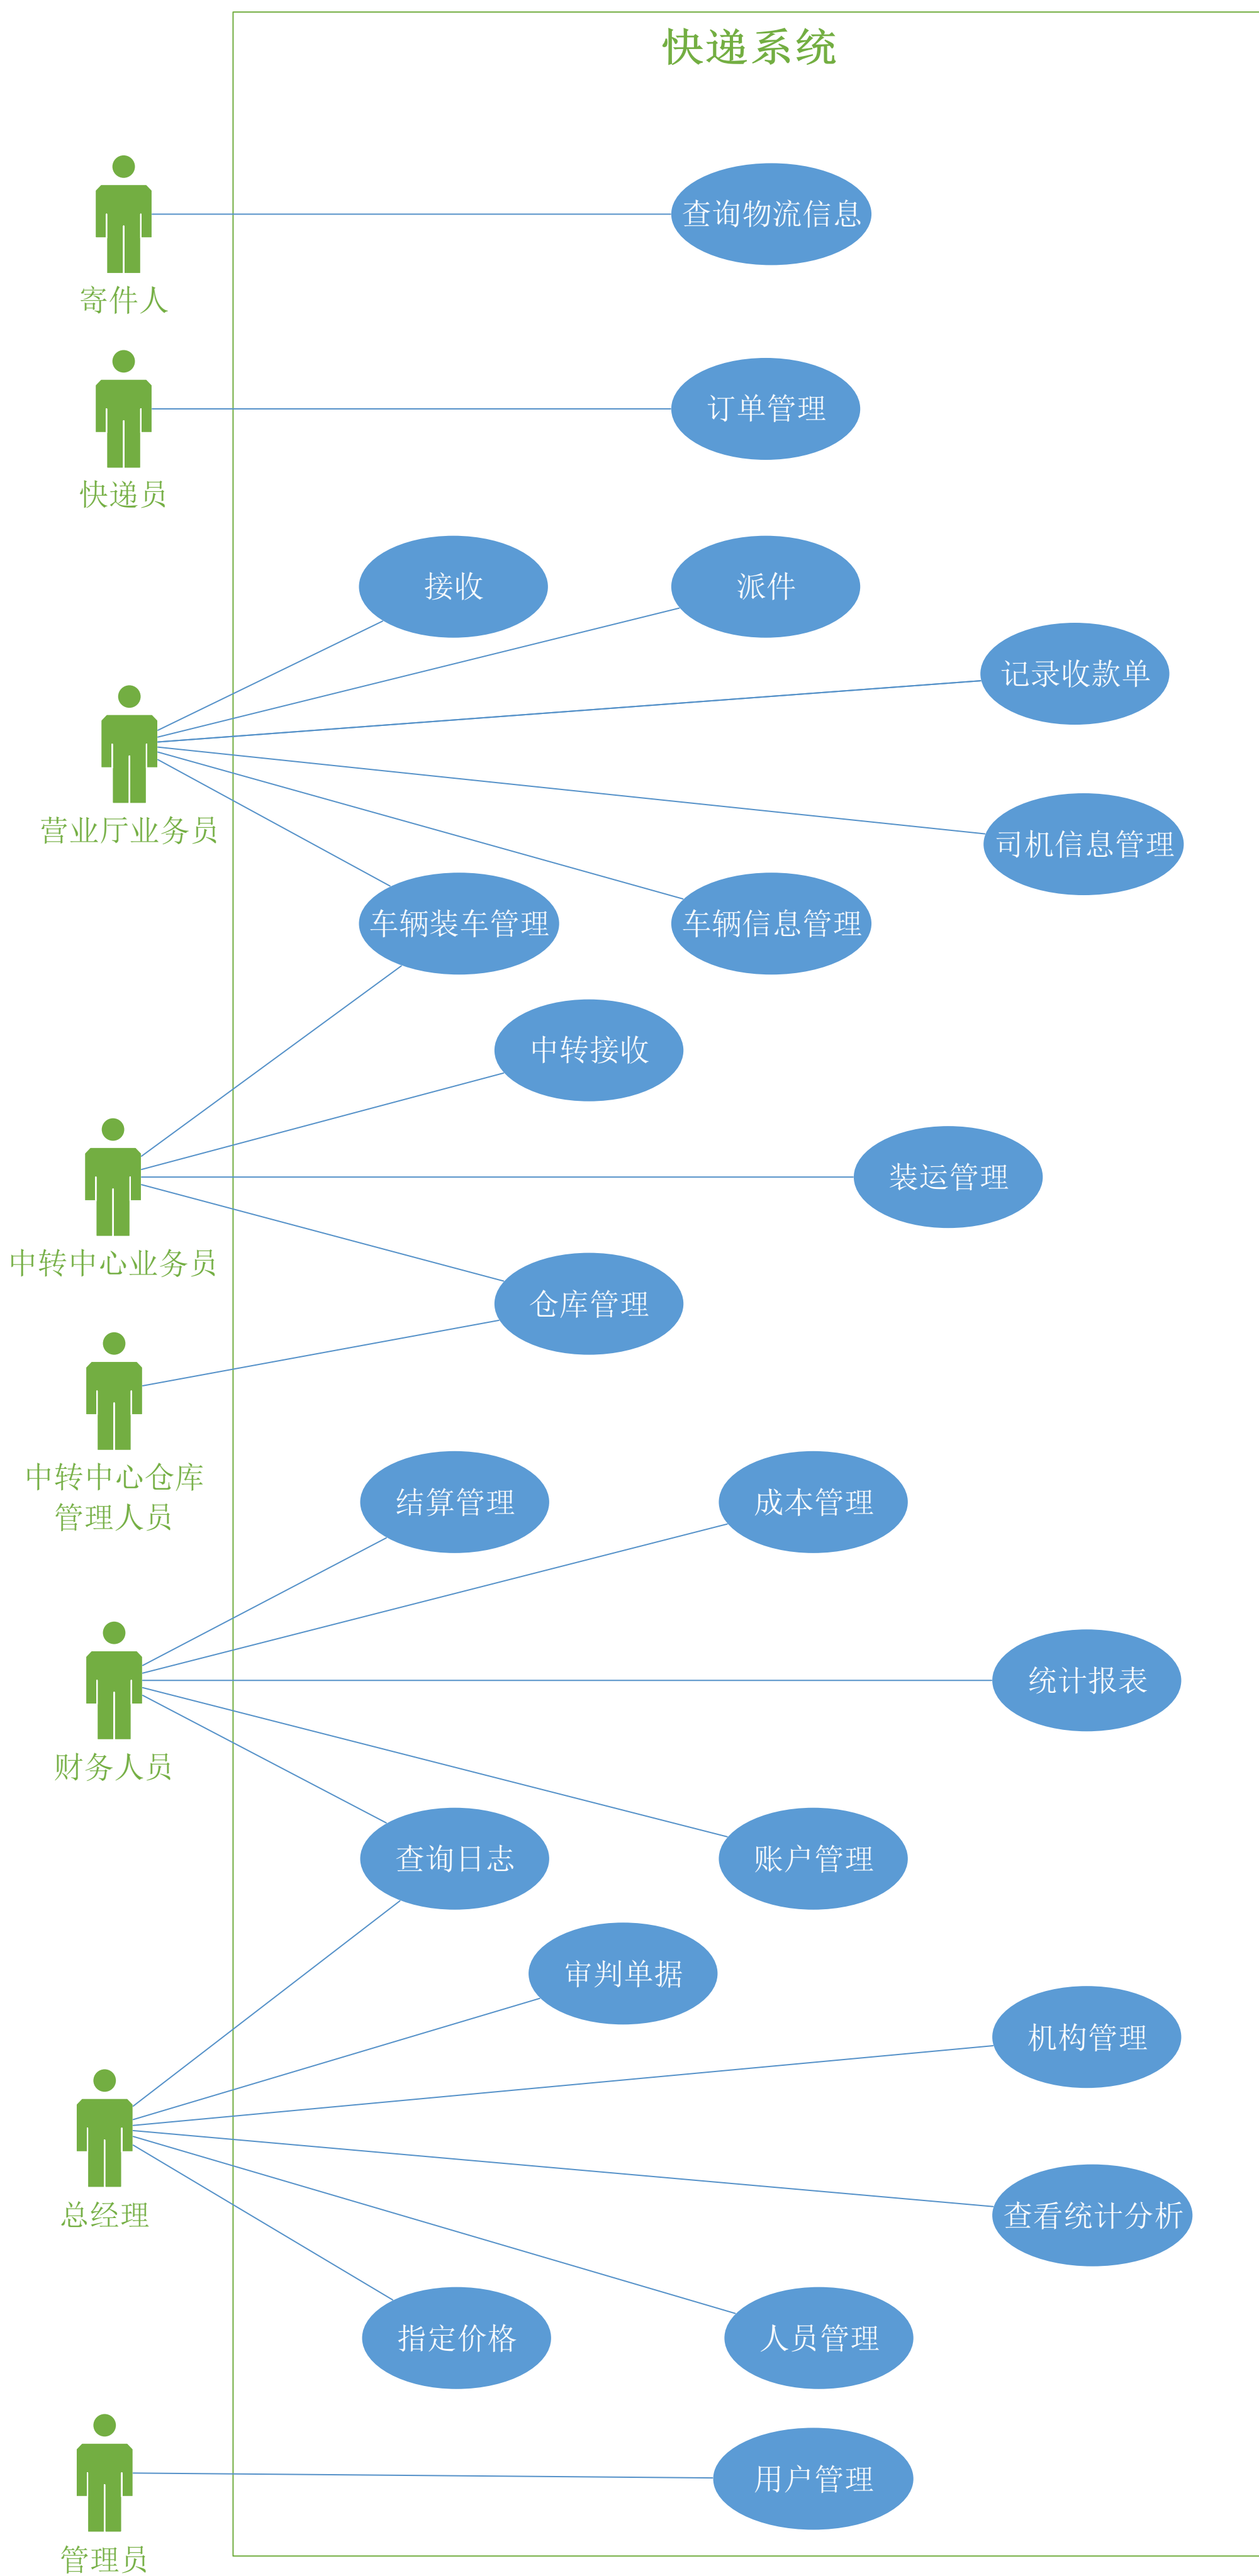 快递系统
查询物流信息
寄件人
订单管理
快递员
接收
派件
记录收款单
营业厅业务员
司机信息管理
车辆装车管理
车辆信息管理
中转接收
装运管理
中转中心业务员
仓库管理
中转中心仓库
管理人员
结算管理
成本管理
统计报表
财务人员
查询日志
账户管理
审判单据
机构管理
总经理
查看统计分析
指定价格
人员管理
用户管理
管理员